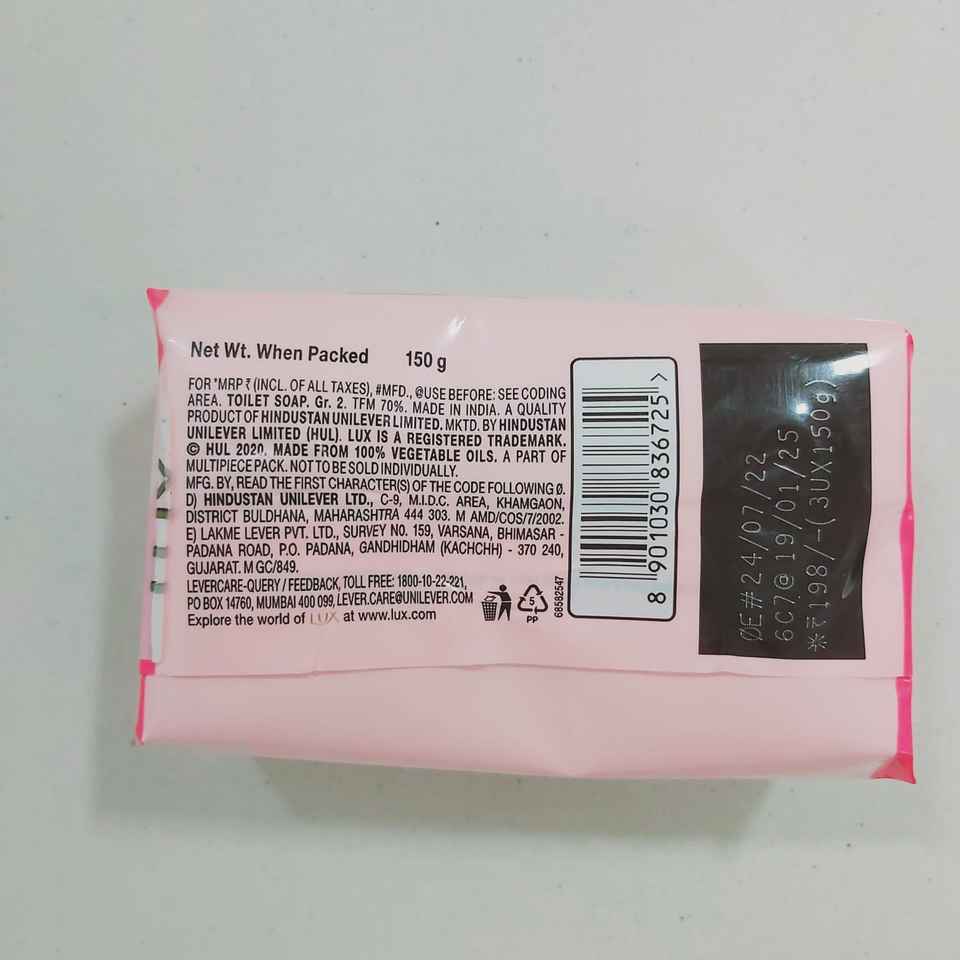 Net Wt. When Packed 150 g
FOR *MRP ₹ (INCL. OF ALL TAXES), #MFD., @USE BEFORE: SEE CODING
AREA. TOILET SOAP. Gr. 2. TFM 70%. MADE IN INDIA. A QUALITY
PRODUCT OF HINDUSTAN UNILEVER LIMITED. MKTD. BY HINDUSTAN
UNILEVER LIMITED (HUL). LUX IS A REGISTERED TRADEMARK.
© HUL 2020. MADE FROM 100% VEGETABLE OILS. A PART OF
MULTIPIECE PACK. NOT TO BE SOLD INDIVIDUALLY.
MFG. BY, READ THE FIRST CHARACTER(S) OF THE CODE FOLLOWING Ø.
D) HINDUSTAN UNILEVER LTD., C-9, M.I.D.C. AREA, KHAMGAON,
DISTRICT BULDHANA, MAHARASHTRA 444 303. M AMD/COS/7/2002.
E) LAKME LEVER PVT. LTD., SURVEY NO. 159, VARSANA, BHIMASAR -
PADANA ROAD, P.O. PADANA, GANDHIDHAM (KACHCHH) - 370 240,
GUJARAT. M GC/849.
LEVERCARE-QUERY / FEEDBACK, TOLL FREE: 1800-10-22-221,
PO BOX 14760, MUMBAI 400 099, LEVER.CARE@UNILEVER.COM
Explore the world of LUX at www.lux.com
5
PP
68582547
8 901030 836725 >
ØE#24/07/22
6C7@19/01/25
*₹198/-(3UX150g)